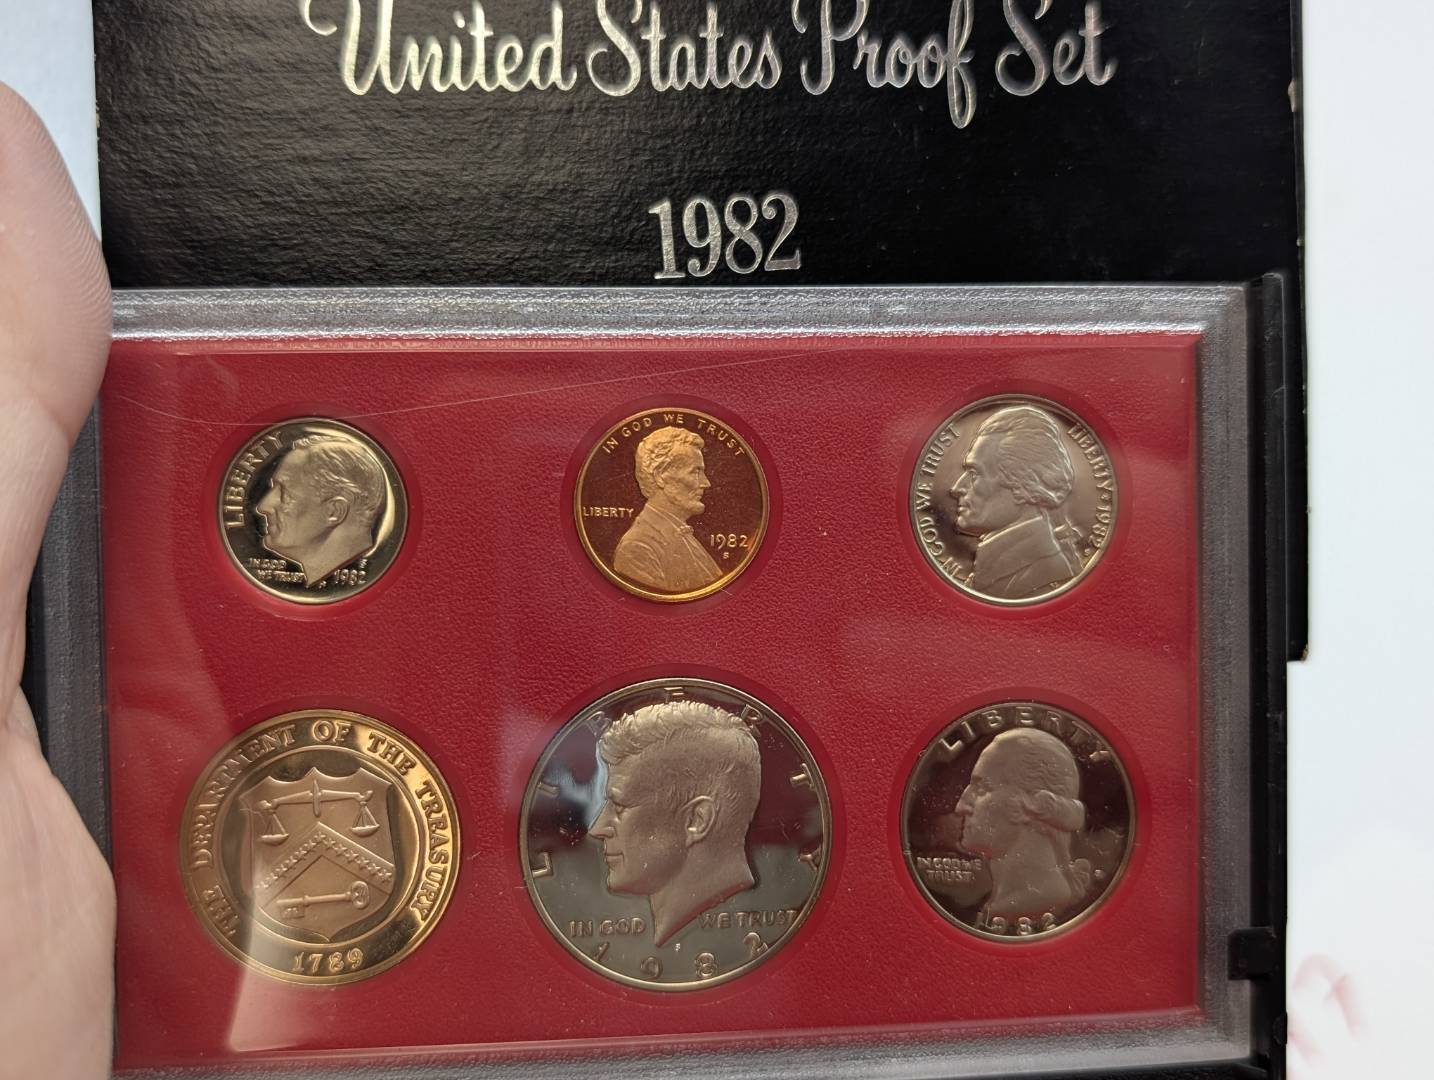 United States Proof Set
1982
LIBERTY
IN GOD
WE TRUST
S
1982
IN GOD WE TRUST
LIBERTY
1982
S
IN GOD WE TRUST
LIBERTY★1982
S
THE DEPARTMENT OF THE TREASURY
1789
LIBERTY
IN GOD WE TRUST
S
1982
LIBERTY
IN GOD WE
TRUST
S
1982